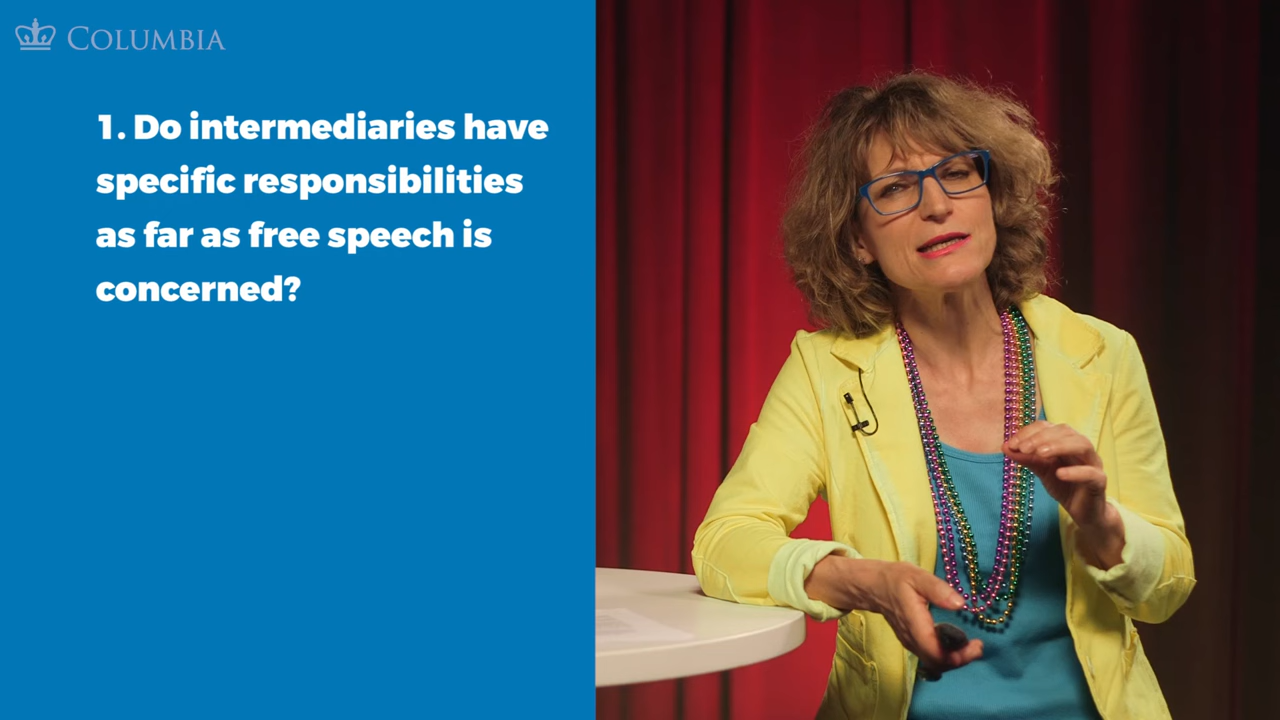 COLUMBIA
1. Do intermediaries have
specific responsibilities
as far as free speech is
concerned?